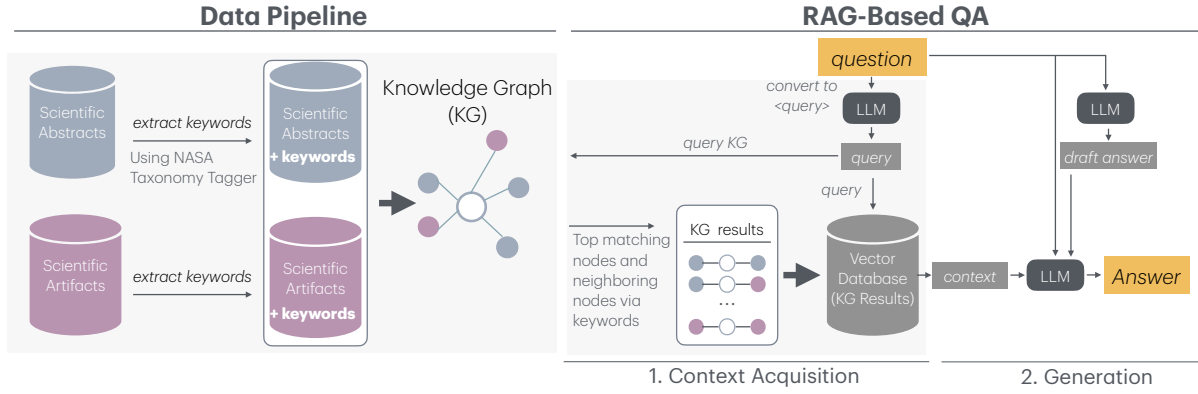 Data Pipeline
Scientific
Abstracts
extract keywords
Using NASA
Taxonomy Tagger
Scientific
Abstracts
+ keywords
Knowledge Graph
(KG)
Scientific
Artifacts
extract keywords
Scientific
Artifacts
+ keywords
RAG-Based QA
question
convert to
<query>
LLM
query KG
query
query
Top matching
nodes and
neighboring
nodes via
keywords
KG results
...
Vector
Database
(KG Results)
context
LLM
draft answer
LLM
Answer
1. Context Acquisition
2. Generation